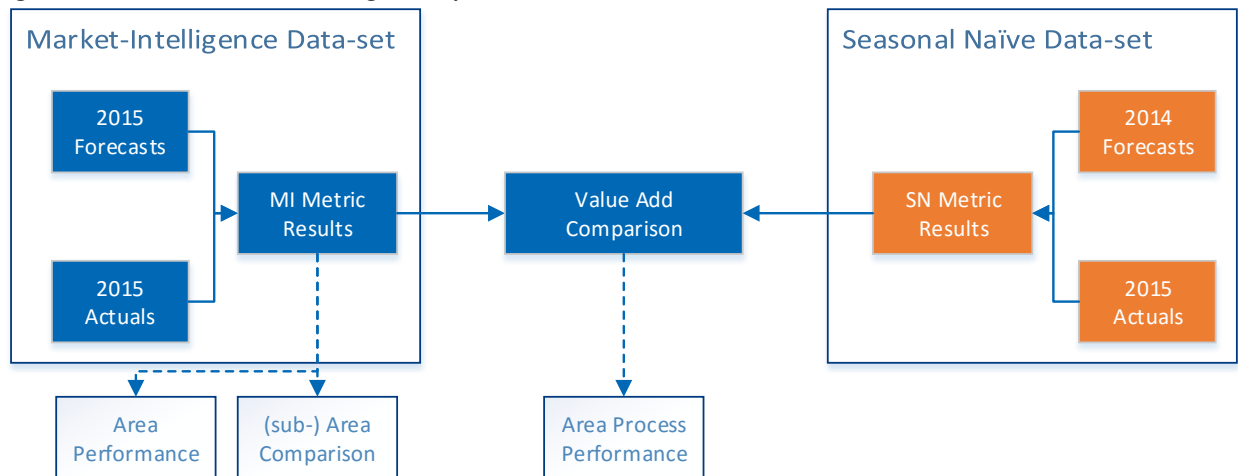 Market-Intelligence Data-set
Seasonal Naïve Data-set
2015
Forecasts
2014
Forecasts
MI Metric
Results
Value Add
Comparison
SN Metric
Results
2015
Actuals
2015
Actuals
Area
Performance
(sub-) Area
Comparison
Area Process
Performance